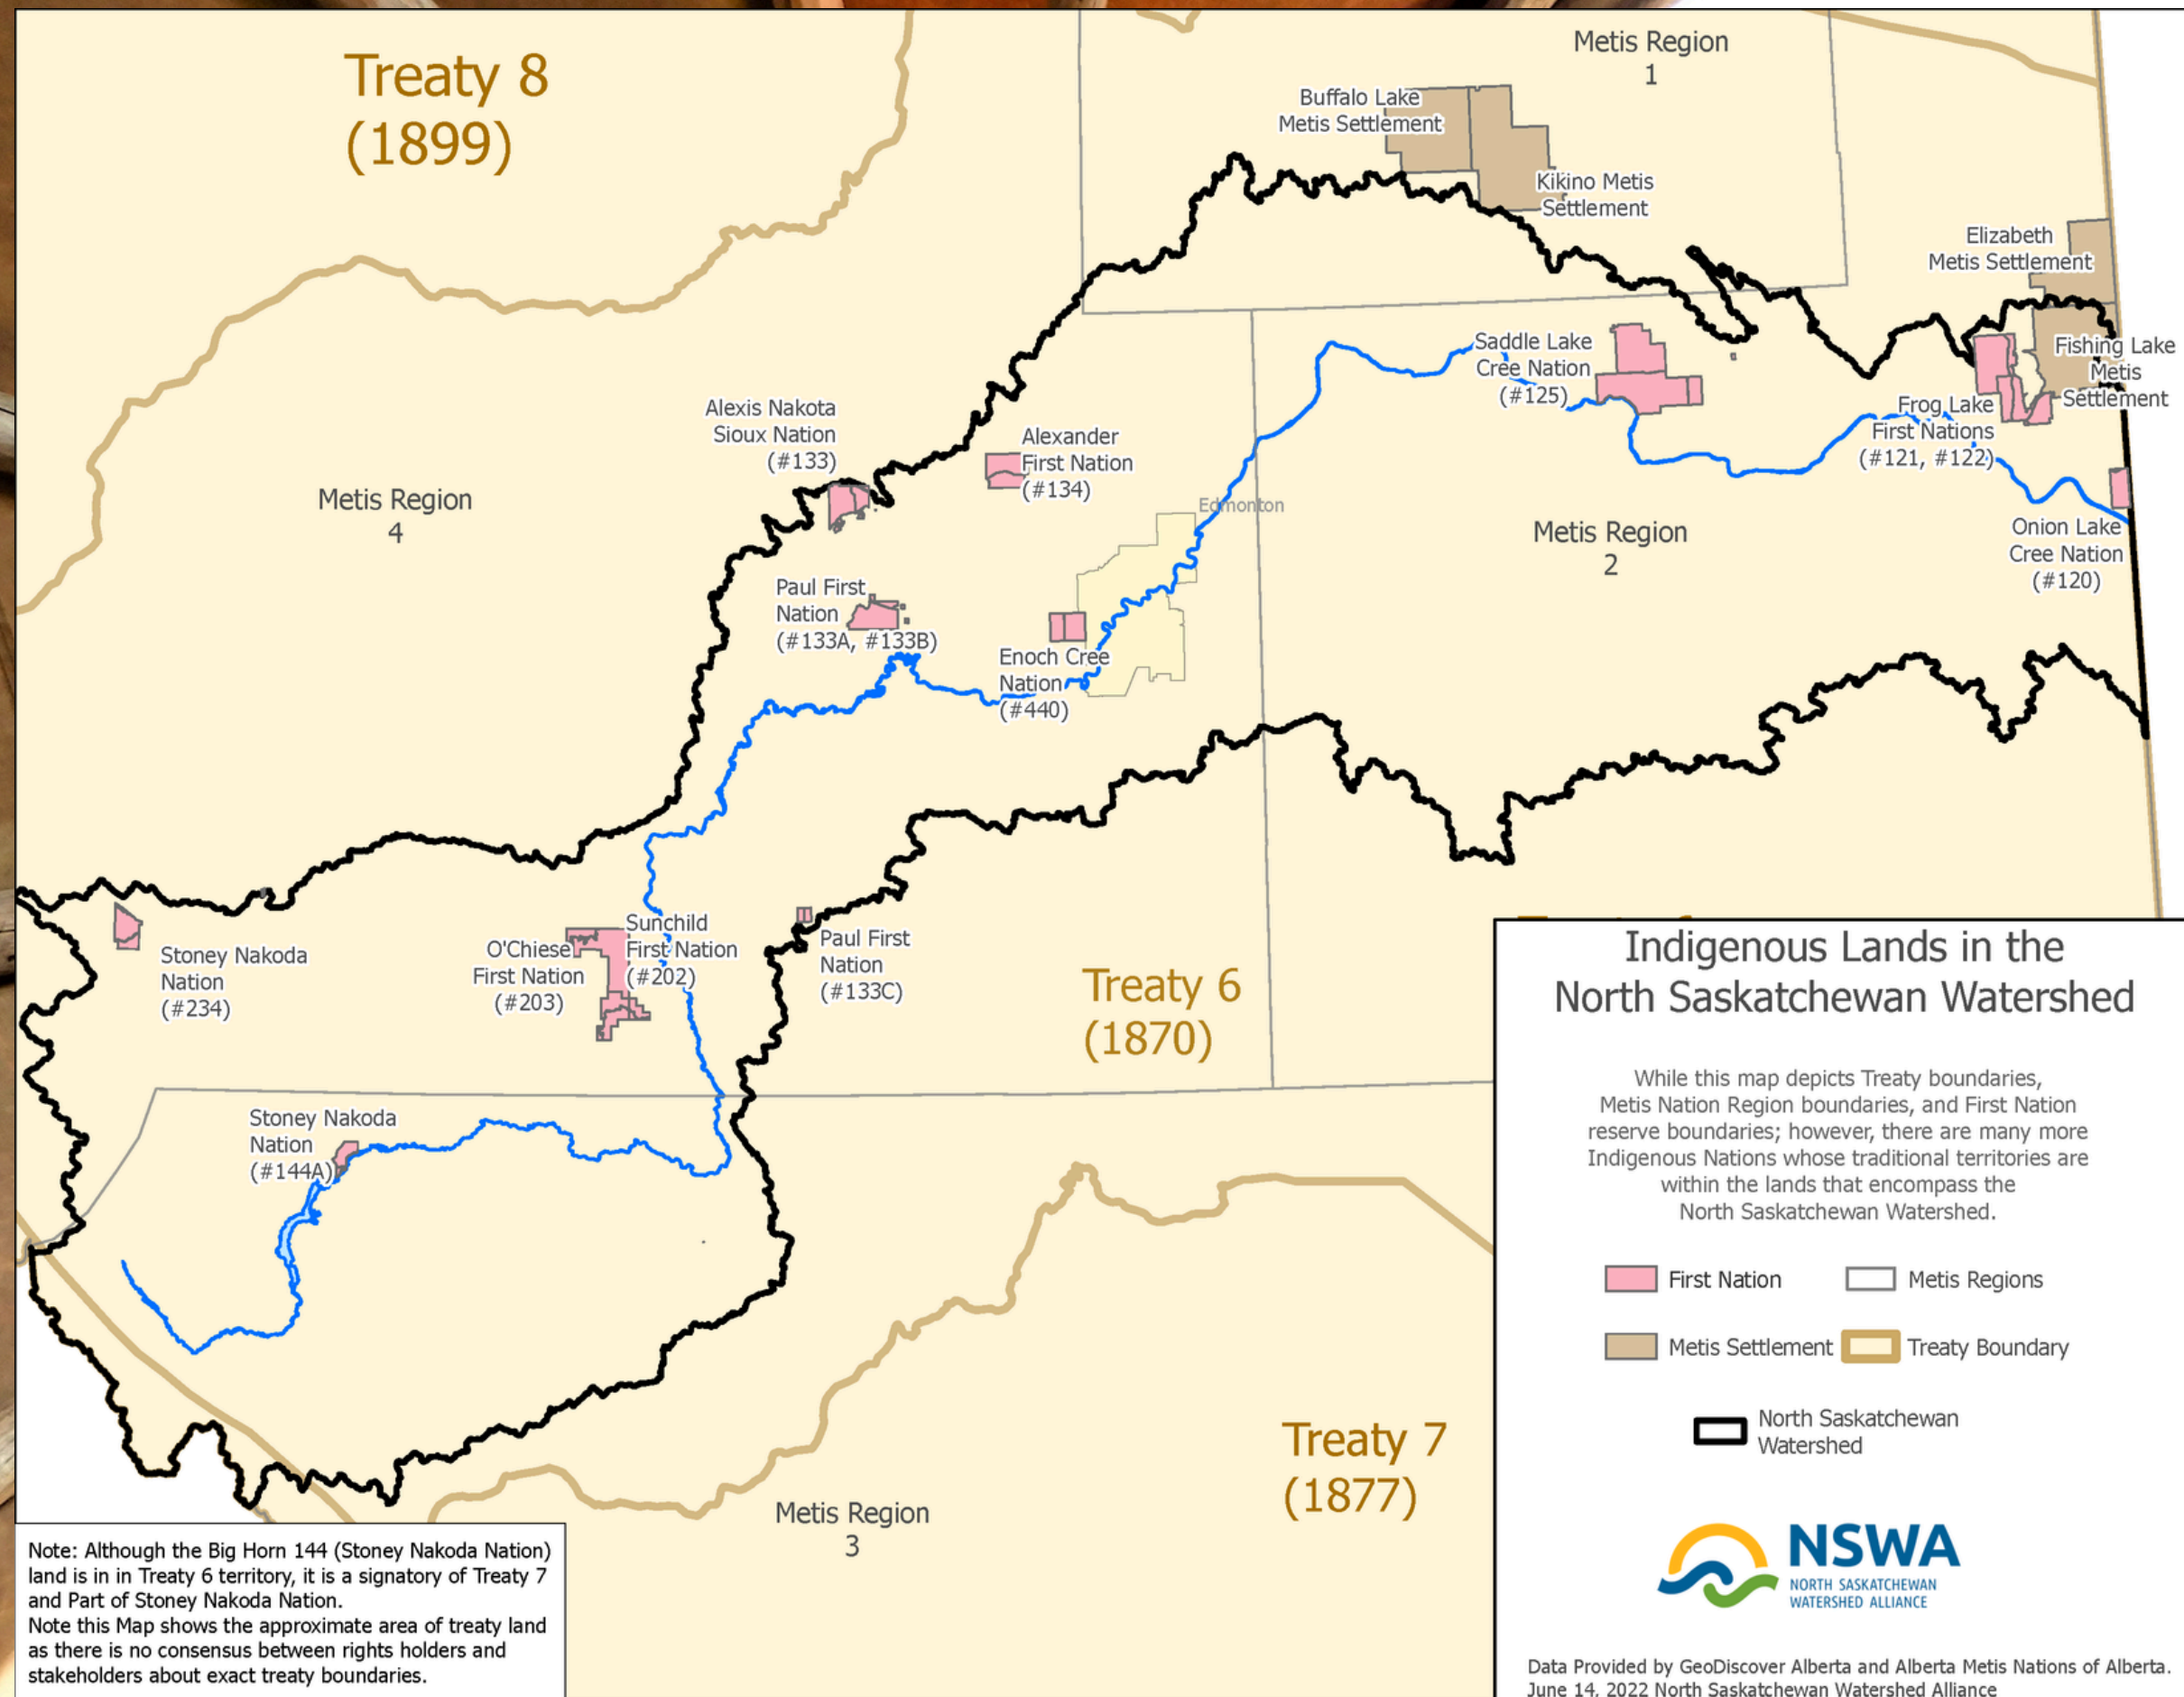 Treaty 8
(1899)
Metis Region
1
Buffalo Lake
Metis Settlement
Kikino Metis
Settlement
Elizabeth
Metis Settlement
Fishing Lake
Metis
Settlement
Saddle Lake
Cree Nation
(#125)
Frog Lake
First Nations
(#121, #122)
Alexis Nakota
Sioux Nation
(#133)
Alexander
First Nation
(#134)
Metis Region
4
Edmonton
Metis Region
2
Onion Lake
Cree Nation
(#120)
Paul First
Nation
(#133A, #133B)
Enoch Cree
Nation
(#440)
Stoney Nakoda
Nation
(#234)
O'Chiese
First Nation
(#203)
Sunchild
First Nation
(#202)
Paul First
Nation
(#133C)
Treaty 6
(1870)
Stoney Nakoda
Nation
(#144A)
Treaty 7
(1877)
Metis Region
3
Note: Although the Big Horn 144 (Stoney Nakoda Nation)
land is in in Treaty 6 territory, it is a signatory of Treaty 7
and Part of Stoney Nakoda Nation.
Note this Map shows the approximate area of treaty land
as there is no consensus between rights holders and
stakeholders about exact treaty boundaries.
Indigenous Lands in the
North Saskatchewan Watershed
While this map depicts Treaty boundaries,
Metis Nation Region boundaries, and First Nation
reserve boundaries; however, there are many more
Indigenous Nations whose traditional territories are
within the lands that encompass the
North Saskatchewan Watershed.
First Nation
Metis Regions
Metis Settlement
Treaty Boundary
North Saskatchewan
Watershed
NSWA
NORTH SASKATCHEWAN
WATERSHED ALLIANCE
Data Provided by GeoDiscover Alberta and Alberta Metis Nations of Alberta.
June 14, 2022 North Saskatchewan Watershed Alliance